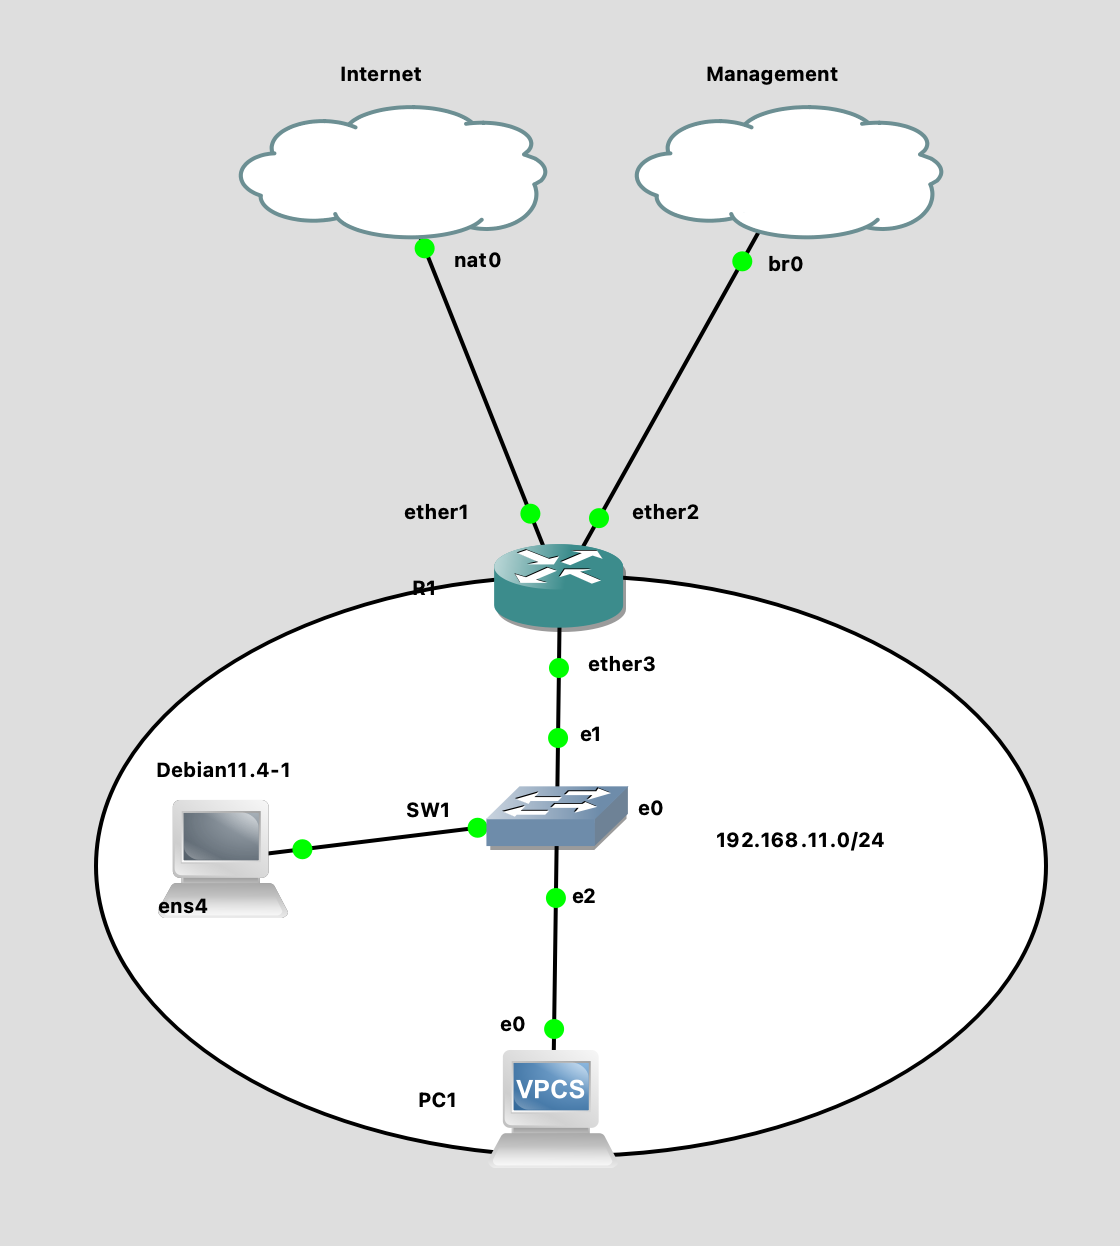 Internet
Management
nat0
br0
ether1
ether2
R1
ether3
e1
Debian11.4-1
SW1
e0
192.168.11.0/24
e2
ens4
e0
VPCS
PC1